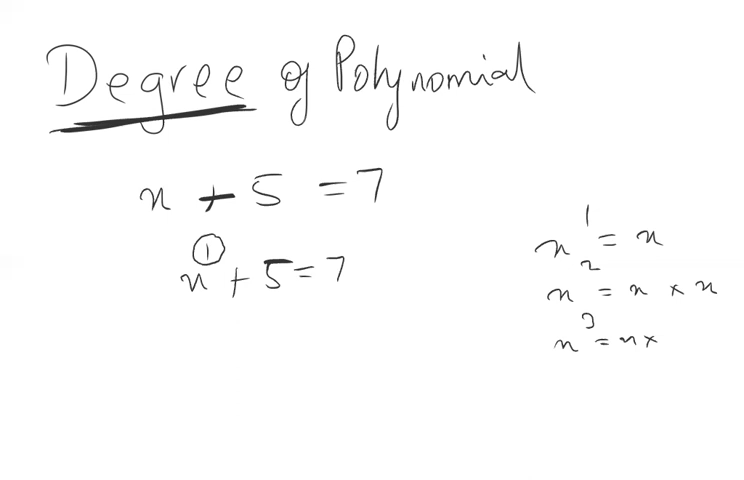 Degree of Polynomial
x + 5 = 7
x¹ + 5 = 7
x¹ = x
x² = x × x
x³ = x ×